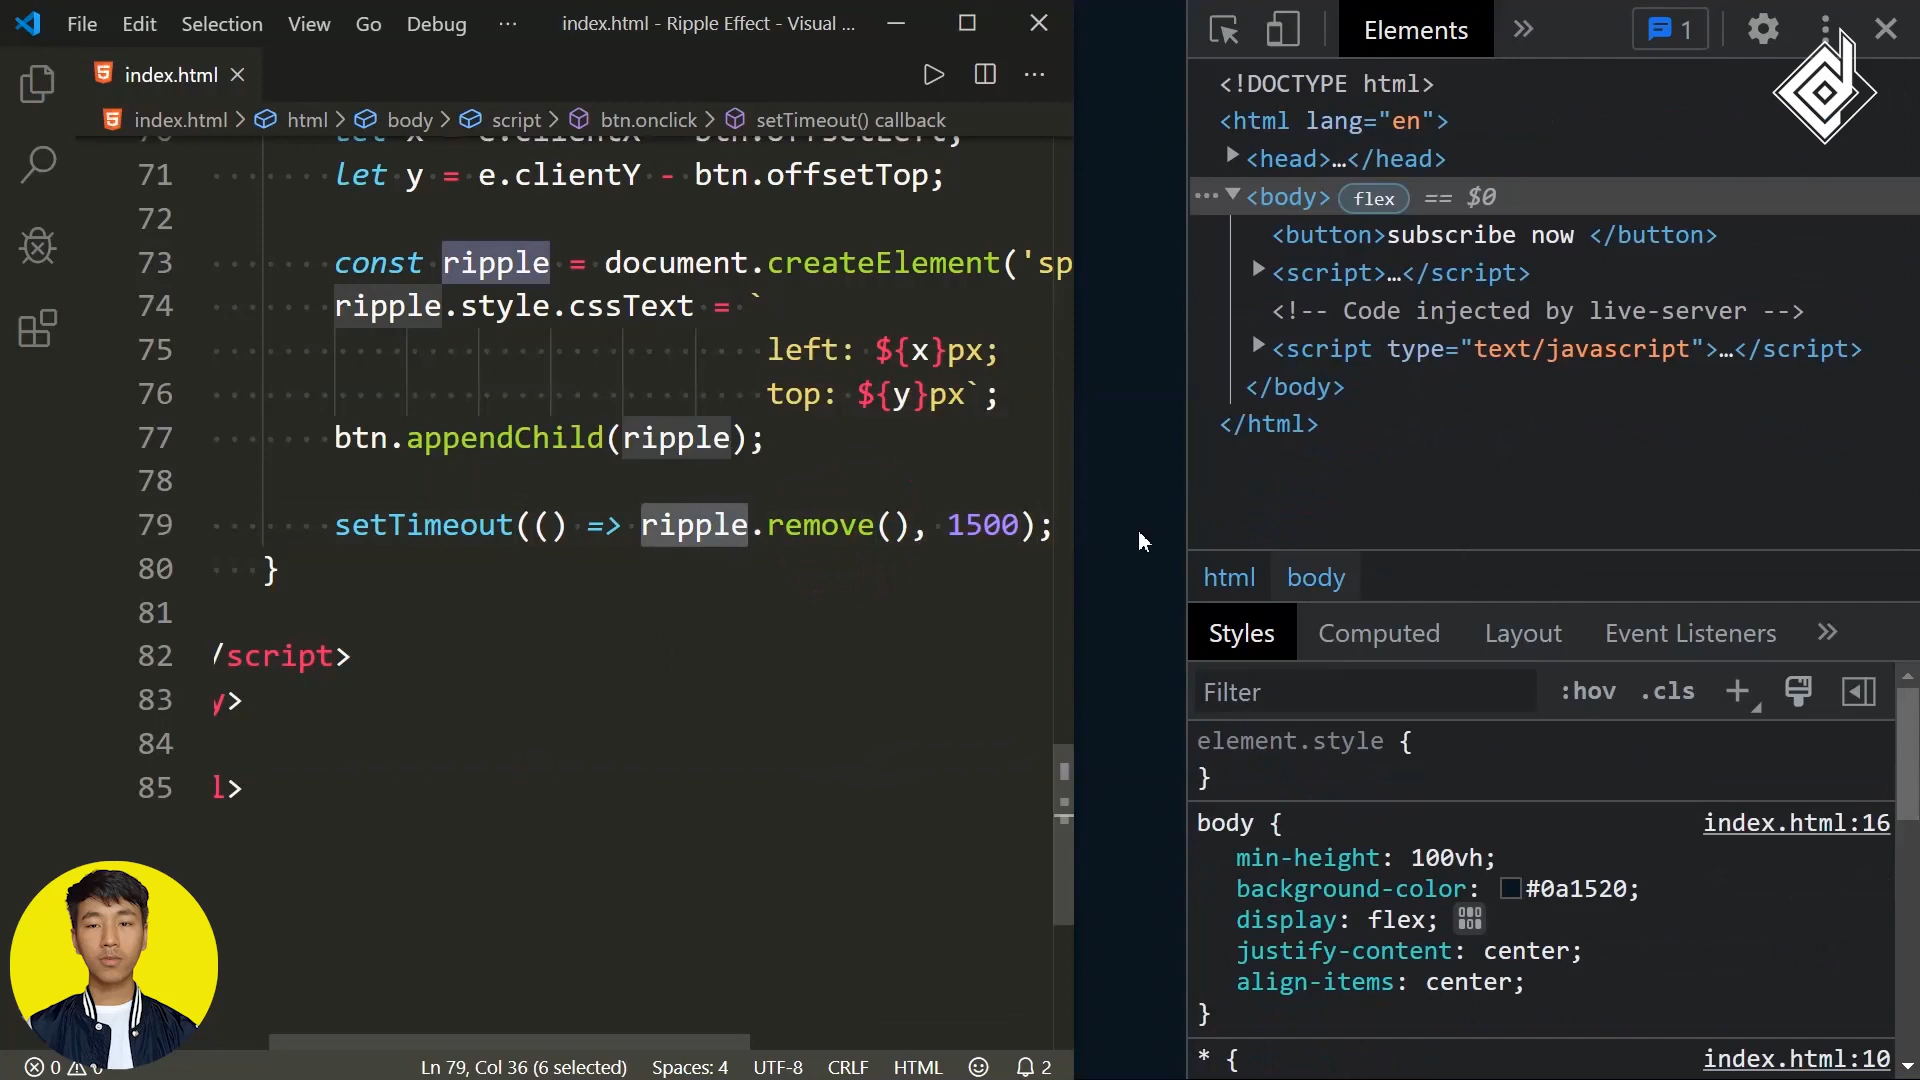 File Edit Selection View Go Debug ··· index.html - Ripple Effect - Visual ...
index.html
index.html > html > body > script > btn.onclick > setTimeout() callback
71 let y = e.clientY - btn.offsetTop;
72
73 const ripple = document.createElement('sp
74 ripple.style.cssText = `
75 left: ${x}px;
76 top: ${y}px`;
77 btn.appendChild(ripple);
78
79 setTimeout(() => ripple.remove(), 1500);
80 }
81
82 /script>
83 y>
84
85 l>
0
Ln 79, Col 36 (6 selected) Spaces: 4 UTF-8 CRLF HTML 2
Elements » 1
<!DOCTYPE html>
<html lang="en">
<head>…</head>
··· <body> flex == $0
<button>subscribe now </button>
<script>…</script>
<!-- Code injected by live-server -->
<script type="text/javascript">…</script>
</body>
</html>
html body
Styles Computed Layout Event Listeners »
Filter :hov .cls +
element.style {
}
body { index.html:16
min-height: 100vh;
background-color: #0a1520;
display: flex;
justify-content: center;
align-items: center;
}
* { index.html:10